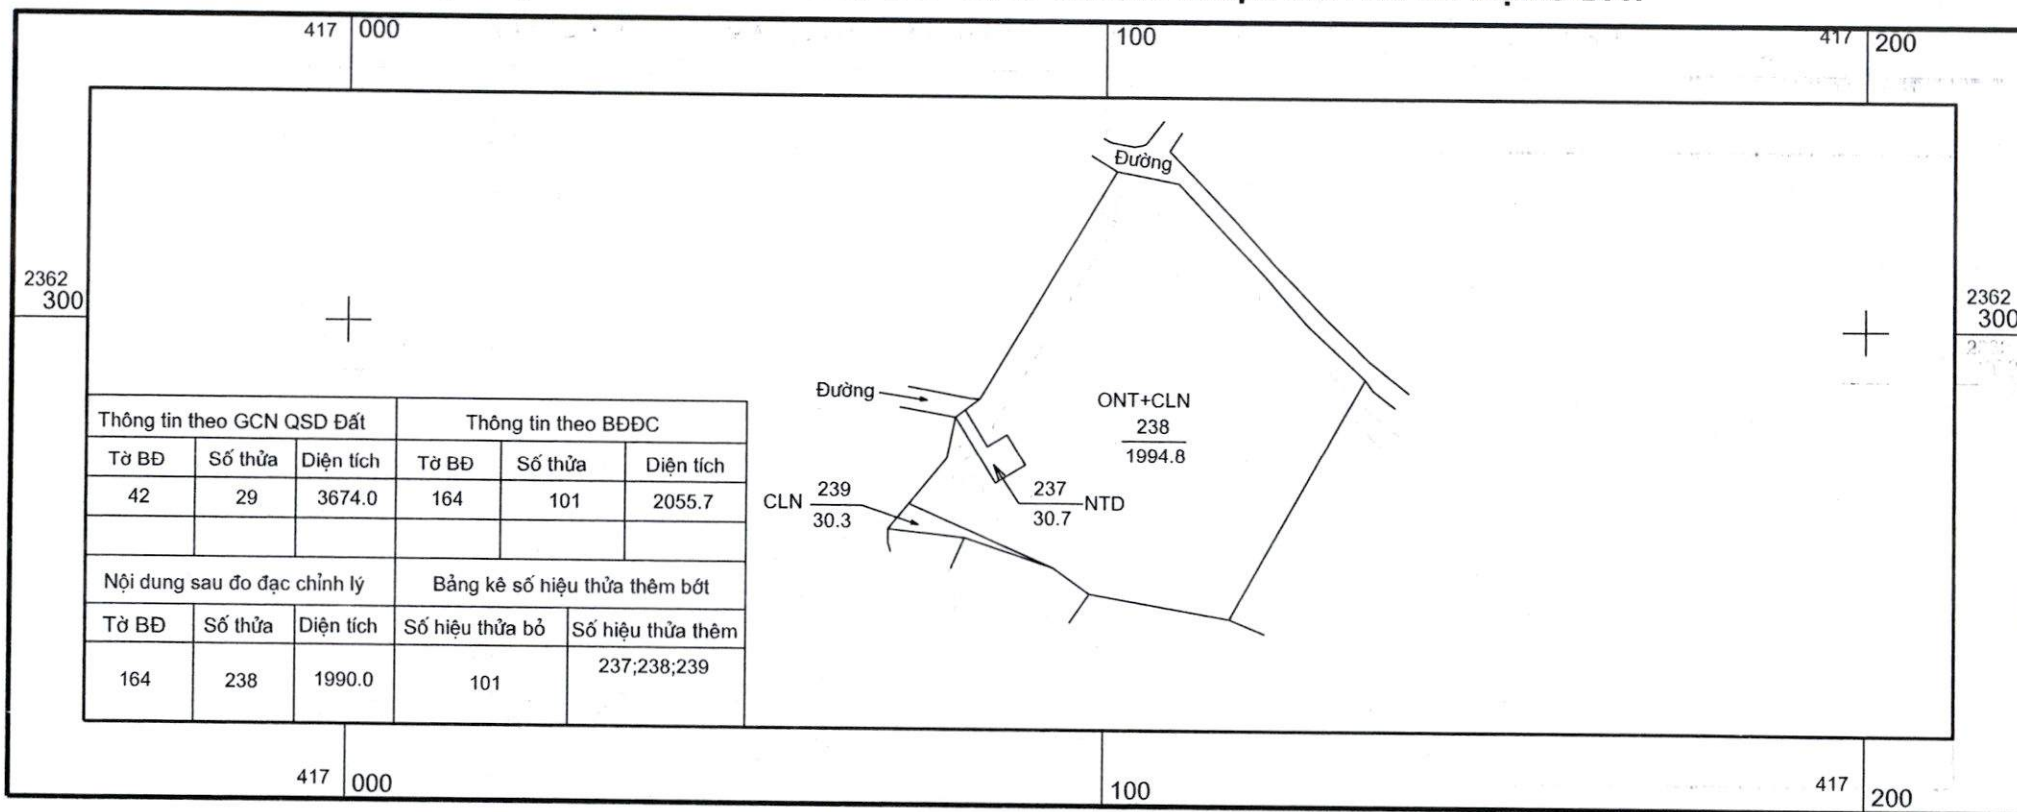 417 000 100 417 200
Đường
2362
300
2362
300
Đường
ONT+CLN
238
1994.8
CLN 239
30.3
237 NTD
30.7
Thông tin theo GCN QSD Đất Thông tin theo BĐĐC
Tờ BĐ Số thửa Diện tích Tờ BĐ Số thửa Diện tích
42 29 3674.0 164 101 2055.7
Nội dung sau đo đạc chỉnh lý Bảng kê số hiệu thửa thêm bớt
Tờ BĐ Số thửa Diện tích Số hiệu thửa bỏ Số hiệu thửa thêm
164 238 1990.0 101 237;238;239
417 000 100 417 200